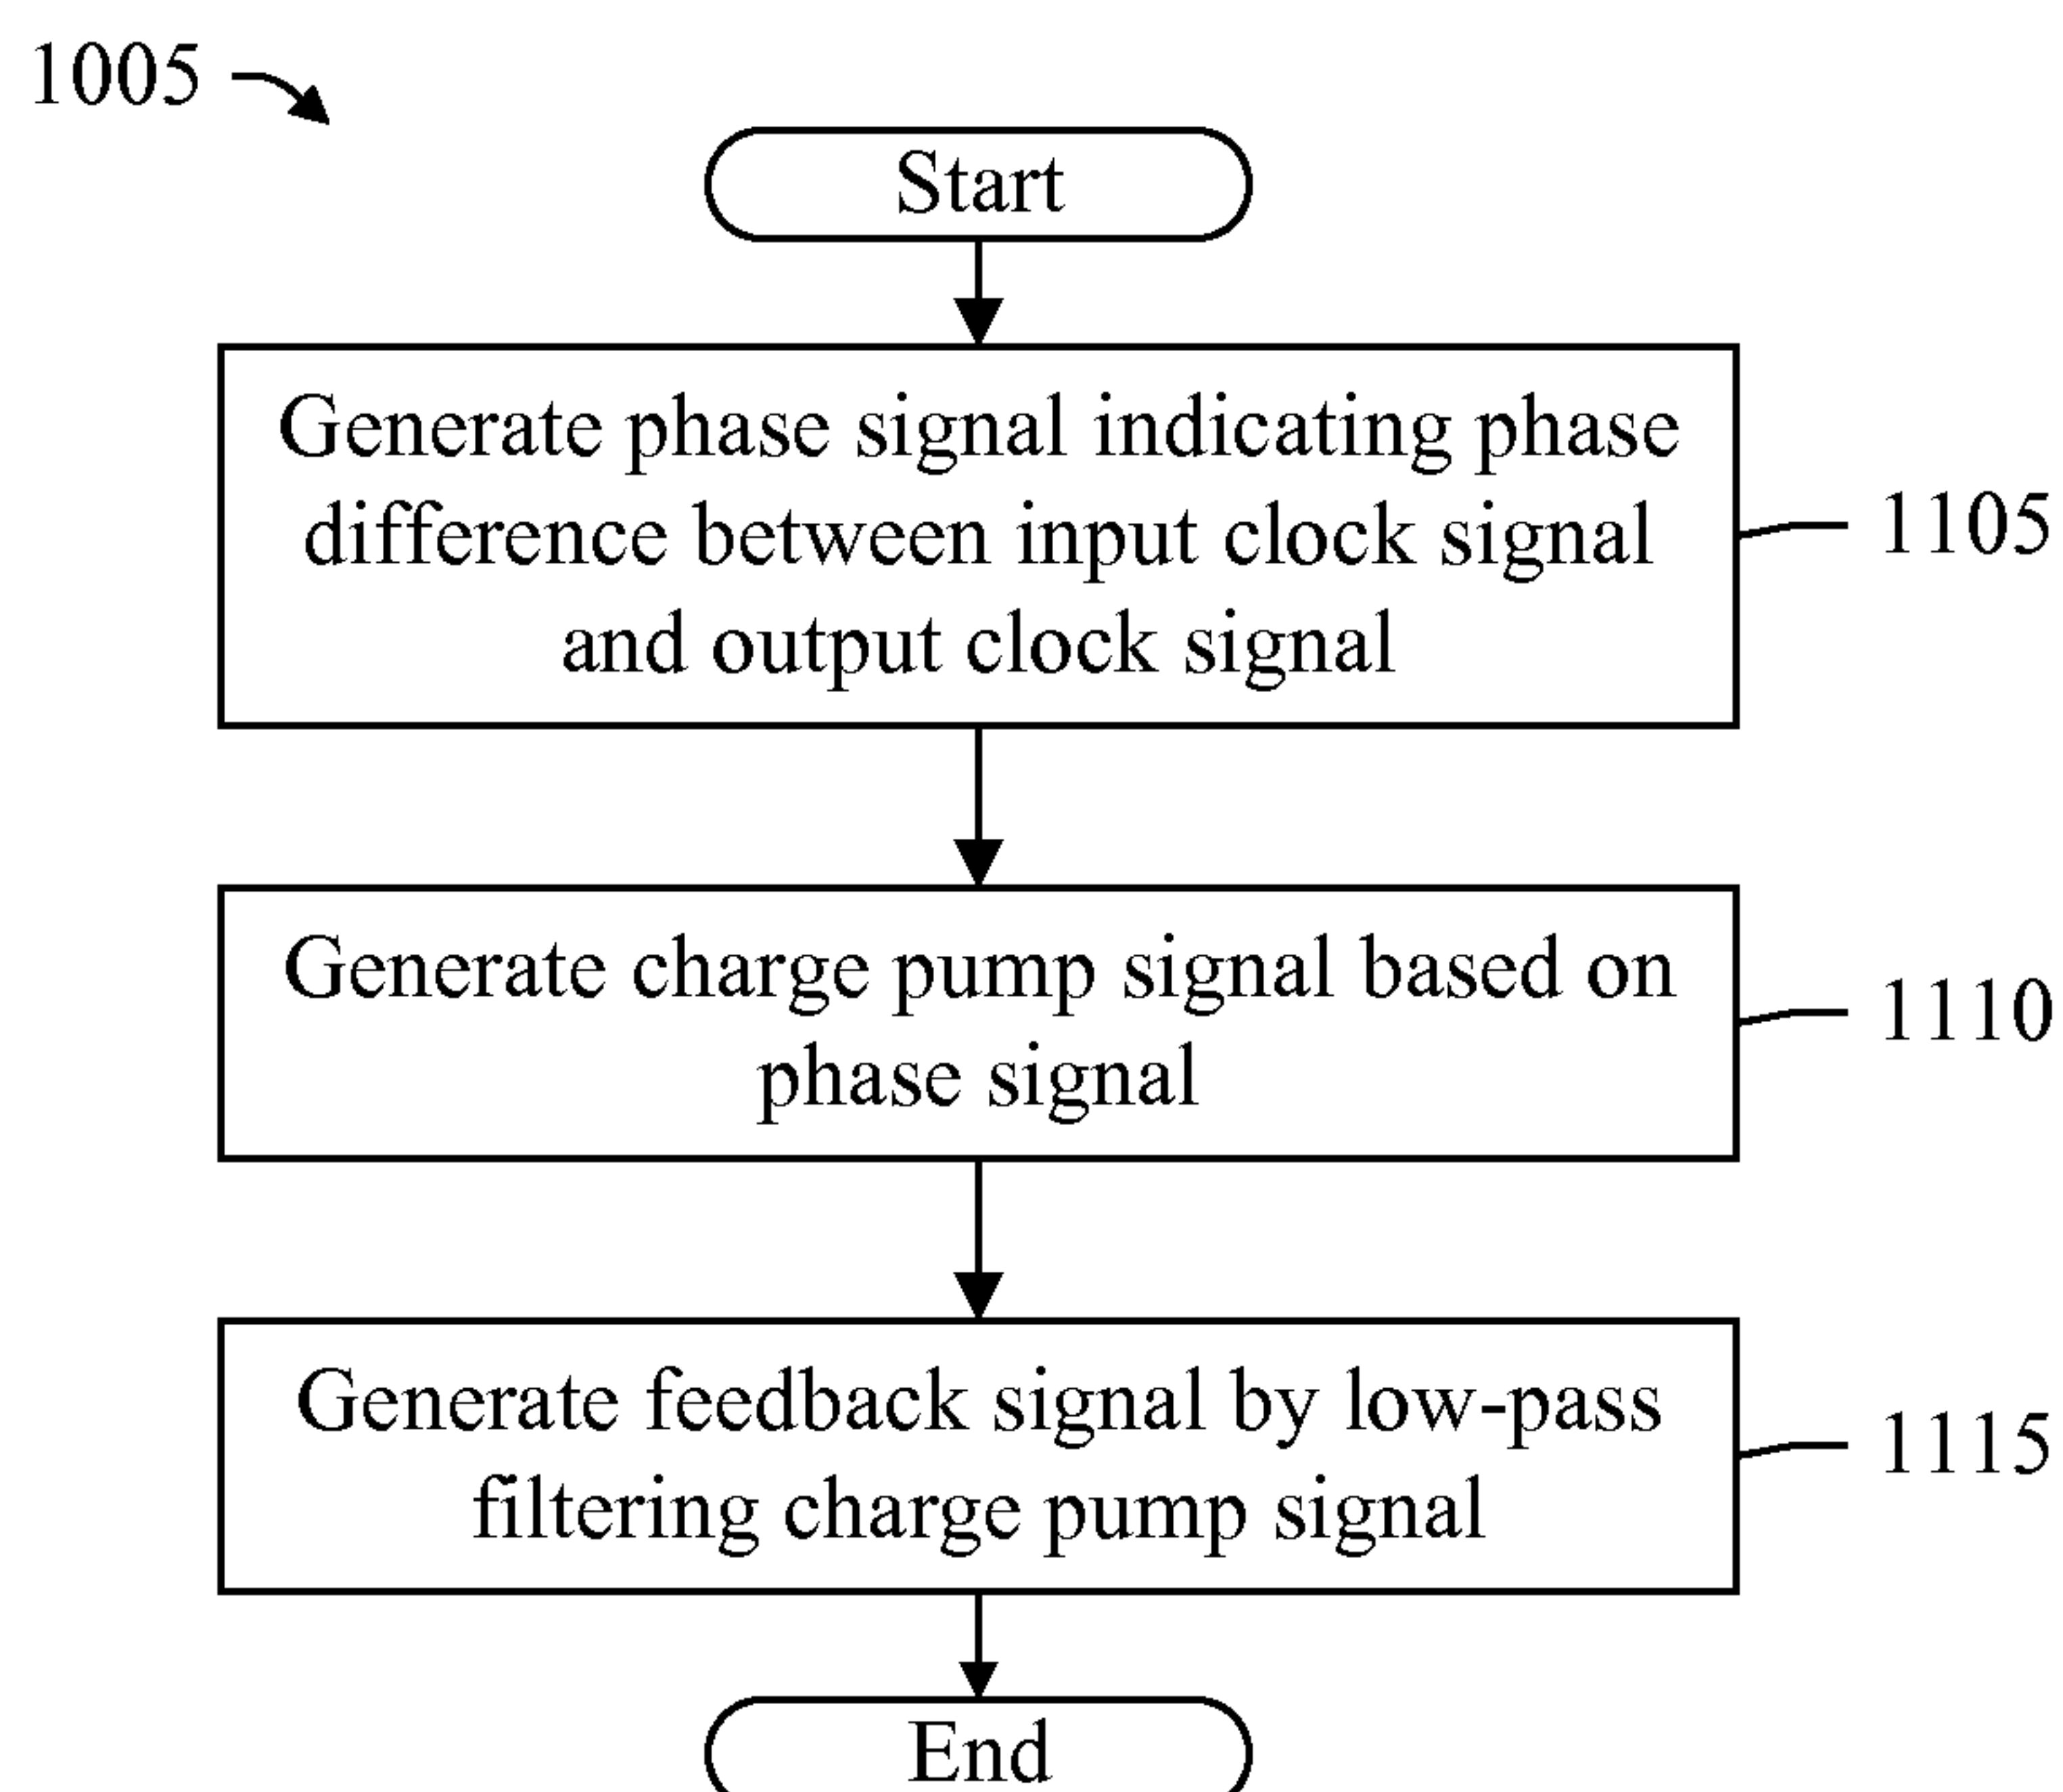 1005
Start
Generate phase signal indicating phase
difference between input clock signal
and output clock signal
1105
Generate charge pump signal based on
phase signal
1110
Generate feedback signal by low-pass
filtering charge pump signal
1115
End